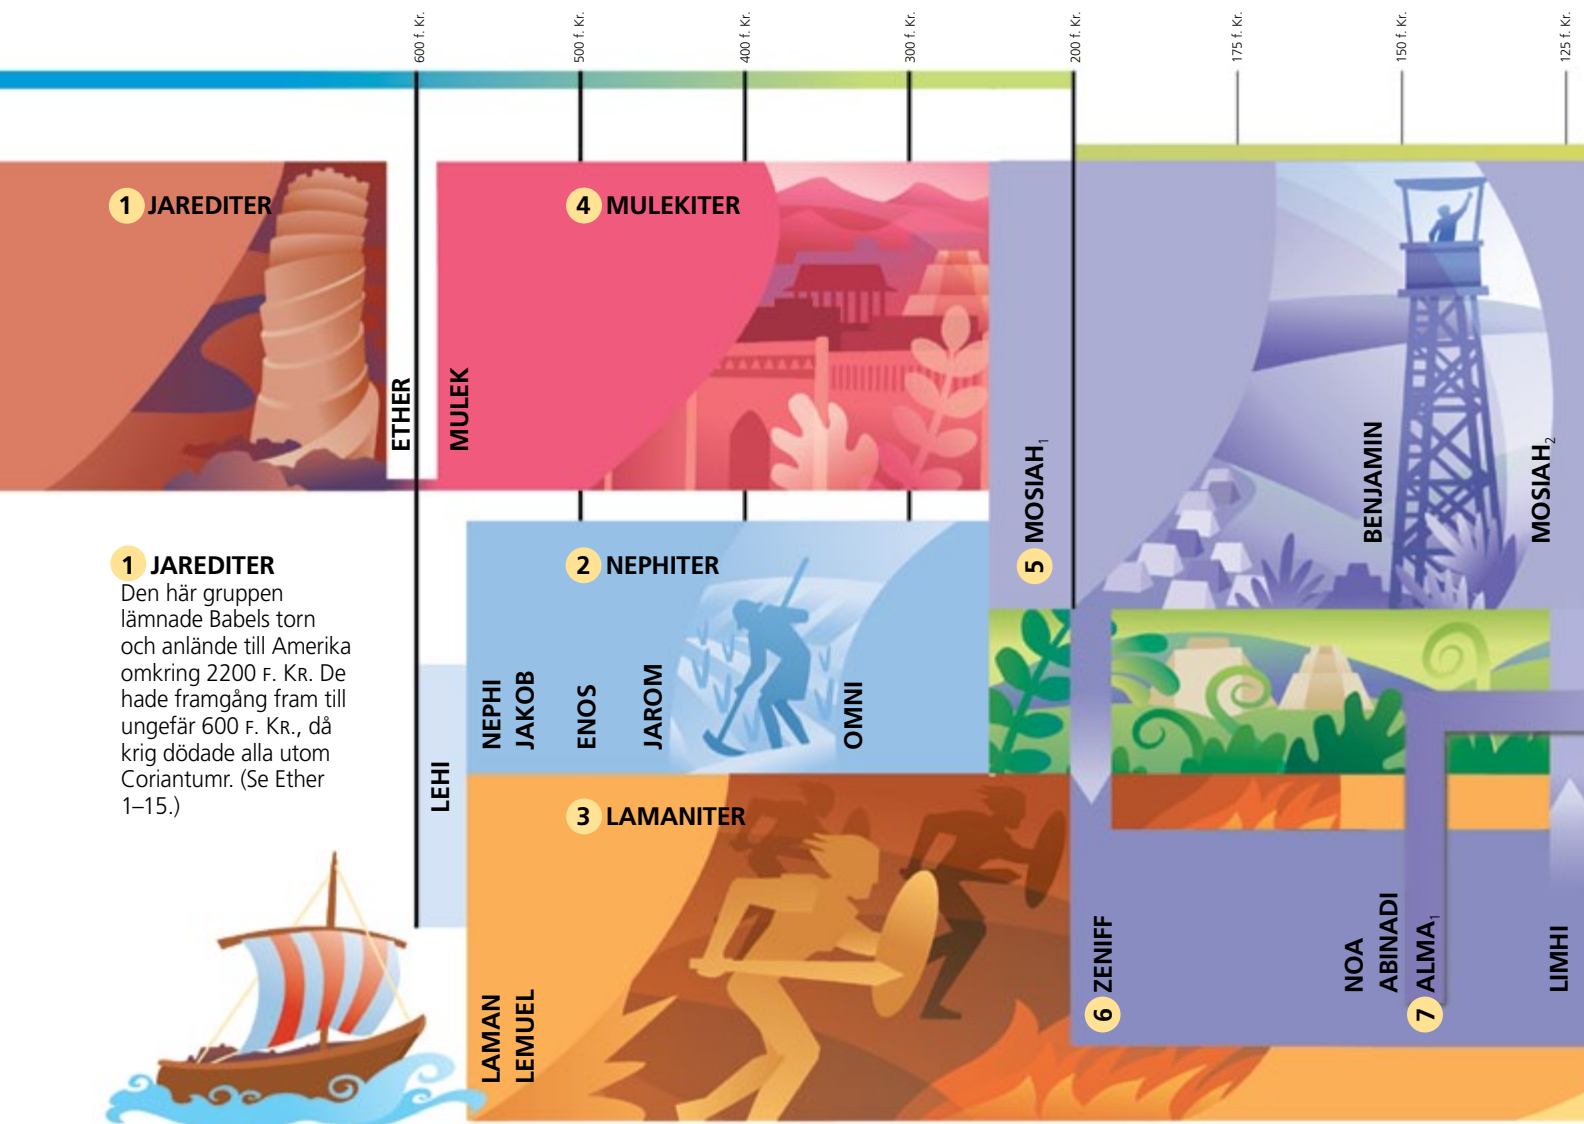 600 f. Kr.
500 f. Kr.
400 f. Kr.
300 f. Kr.
200 f. Kr.
175 f. Kr.
150 f. Kr.
125 f. Kr.
1 JAREDITER
4 MULEKITER
ETHER
MULEK
5 MOSIAH1
BENJAMIN
MOSIAH2
1 JAREDITER
Den här gruppen
lämnade Babels torn
och anlände till Amerika
omkring 2200 F. KR. De
hade framgång fram till
ungefär 600 F. KR., då
krig dödade alla utom
Coriantumr. (Se Ether
1–15.)
2 NEPHITER
LEHI
NEPHI
JAKOB
ENOS
JAROM
OMNI
3 LAMANITER
LAMAN
LEMUEL
6 ZENIFF
NOA
ABINADI
7 ALMA1
LIMHI